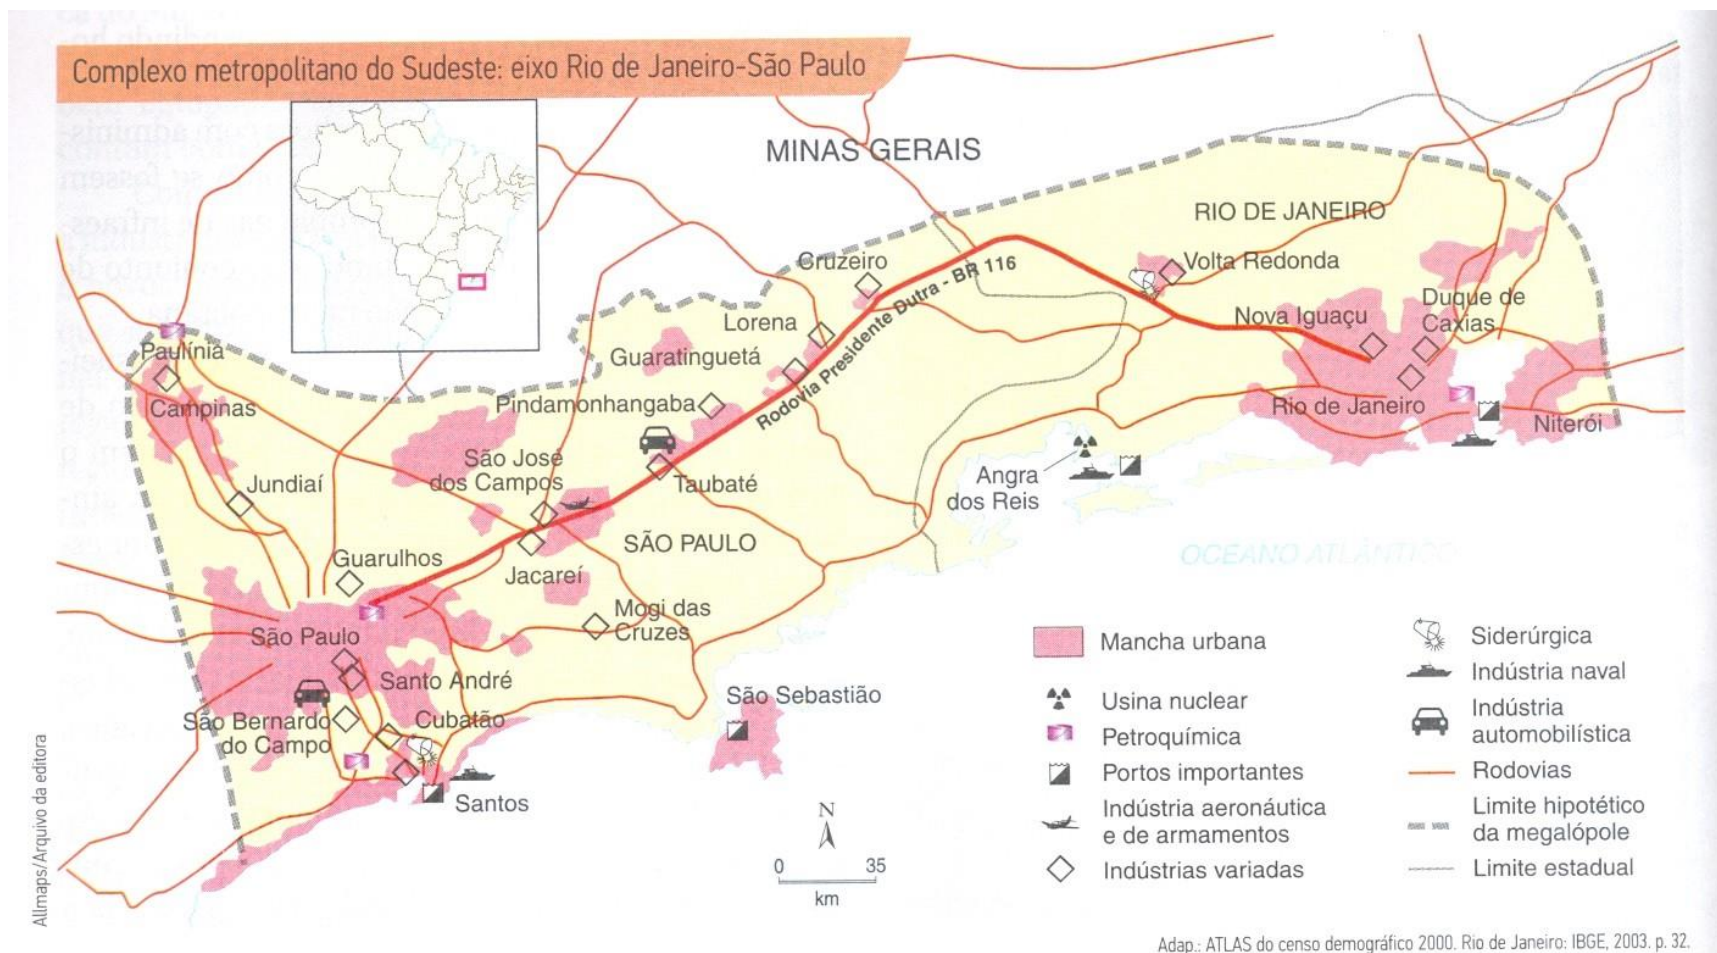 Complexo metropolitano do Sudeste: eixo Rio de Janeiro-São Paulo
MINAS GERAIS
RIO DE JANEIRO
Cruzeiro
Volta Redonda
Rodovia Presidente Dutra - BR 116
Lorena
Nova Iguaçu
Duque de
Caxias
Paulínia
Guaratinguetá
Campinas
Pindamonhangaba
Rio de Janeiro
Niterói
São José
dos Campos
Taubaté
Angra
dos Reis
Jundiaí
SÃO PAULO
OCEANO ATLÂNTICO
Guarulhos
Jacareí
Mogi das
Cruzes
São Paulo
Santo André
São Sebastião
São Bernardo
do Campo
Cubatão
Santos
N
0 35
km
Mancha urbana
Usina nuclear
Petroquímica
Portos importantes
Indústria aeronáutica
e de armamentos
Indústrias variadas
Siderúrgica
Indústria naval
Indústria
automobilística
Rodovias
Limite hipotético
da megalópole
Limite estadual
Allmaps/Arquivo da editora
Adap.: ATLAS do censo demográfico 2000. Rio de Janeiro: IBGE, 2003. p. 32.